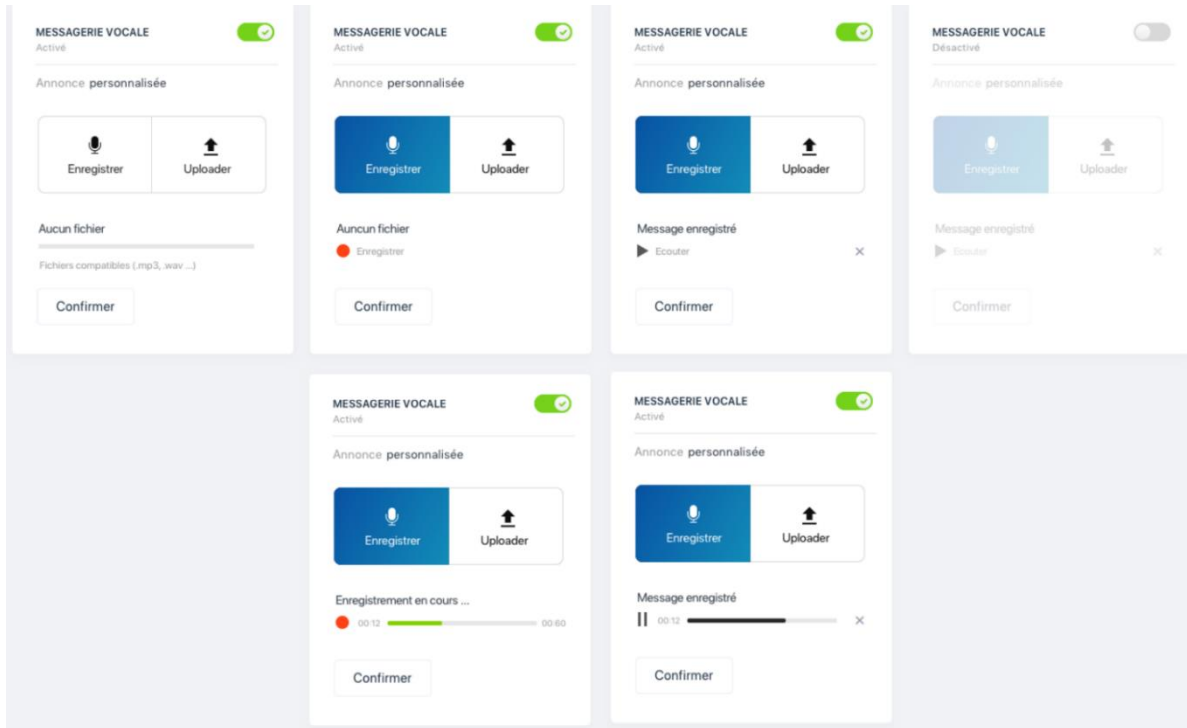 MESSAGERIE VOCALE
Activé
Annonce personnalisée
Enregistrer
Uploader
Aucun fichier
Fichiers compatibles (.mp3, .wav ...)
Confirmer
MESSAGERIE VOCALE
Activé
Annonce personnalisée
Enregistrer
Uploader
Auncun fichier
Enregistrer
Confirmer
MESSAGERIE VOCALE
Activé
Annonce personnalisée
Enregistrer
Uploader
Message enregistré
Ecouter
Confirmer
MESSAGERIE VOCALE
Désactivé
Annonce personnalisée
Enregistrer
Uploader
Message enregistré
Ecouter
Confirmer
MESSAGERIE VOCALE
Activé
Annonce personnalisée
Enregistrer
Uploader
Enregistrement en cours ...
00:12 00:60
Confirmer
MESSAGERIE VOCALE
Activé
Annonce personnalisée
Enregistrer
Uploader
Message enregistré
00:12
Confirmer